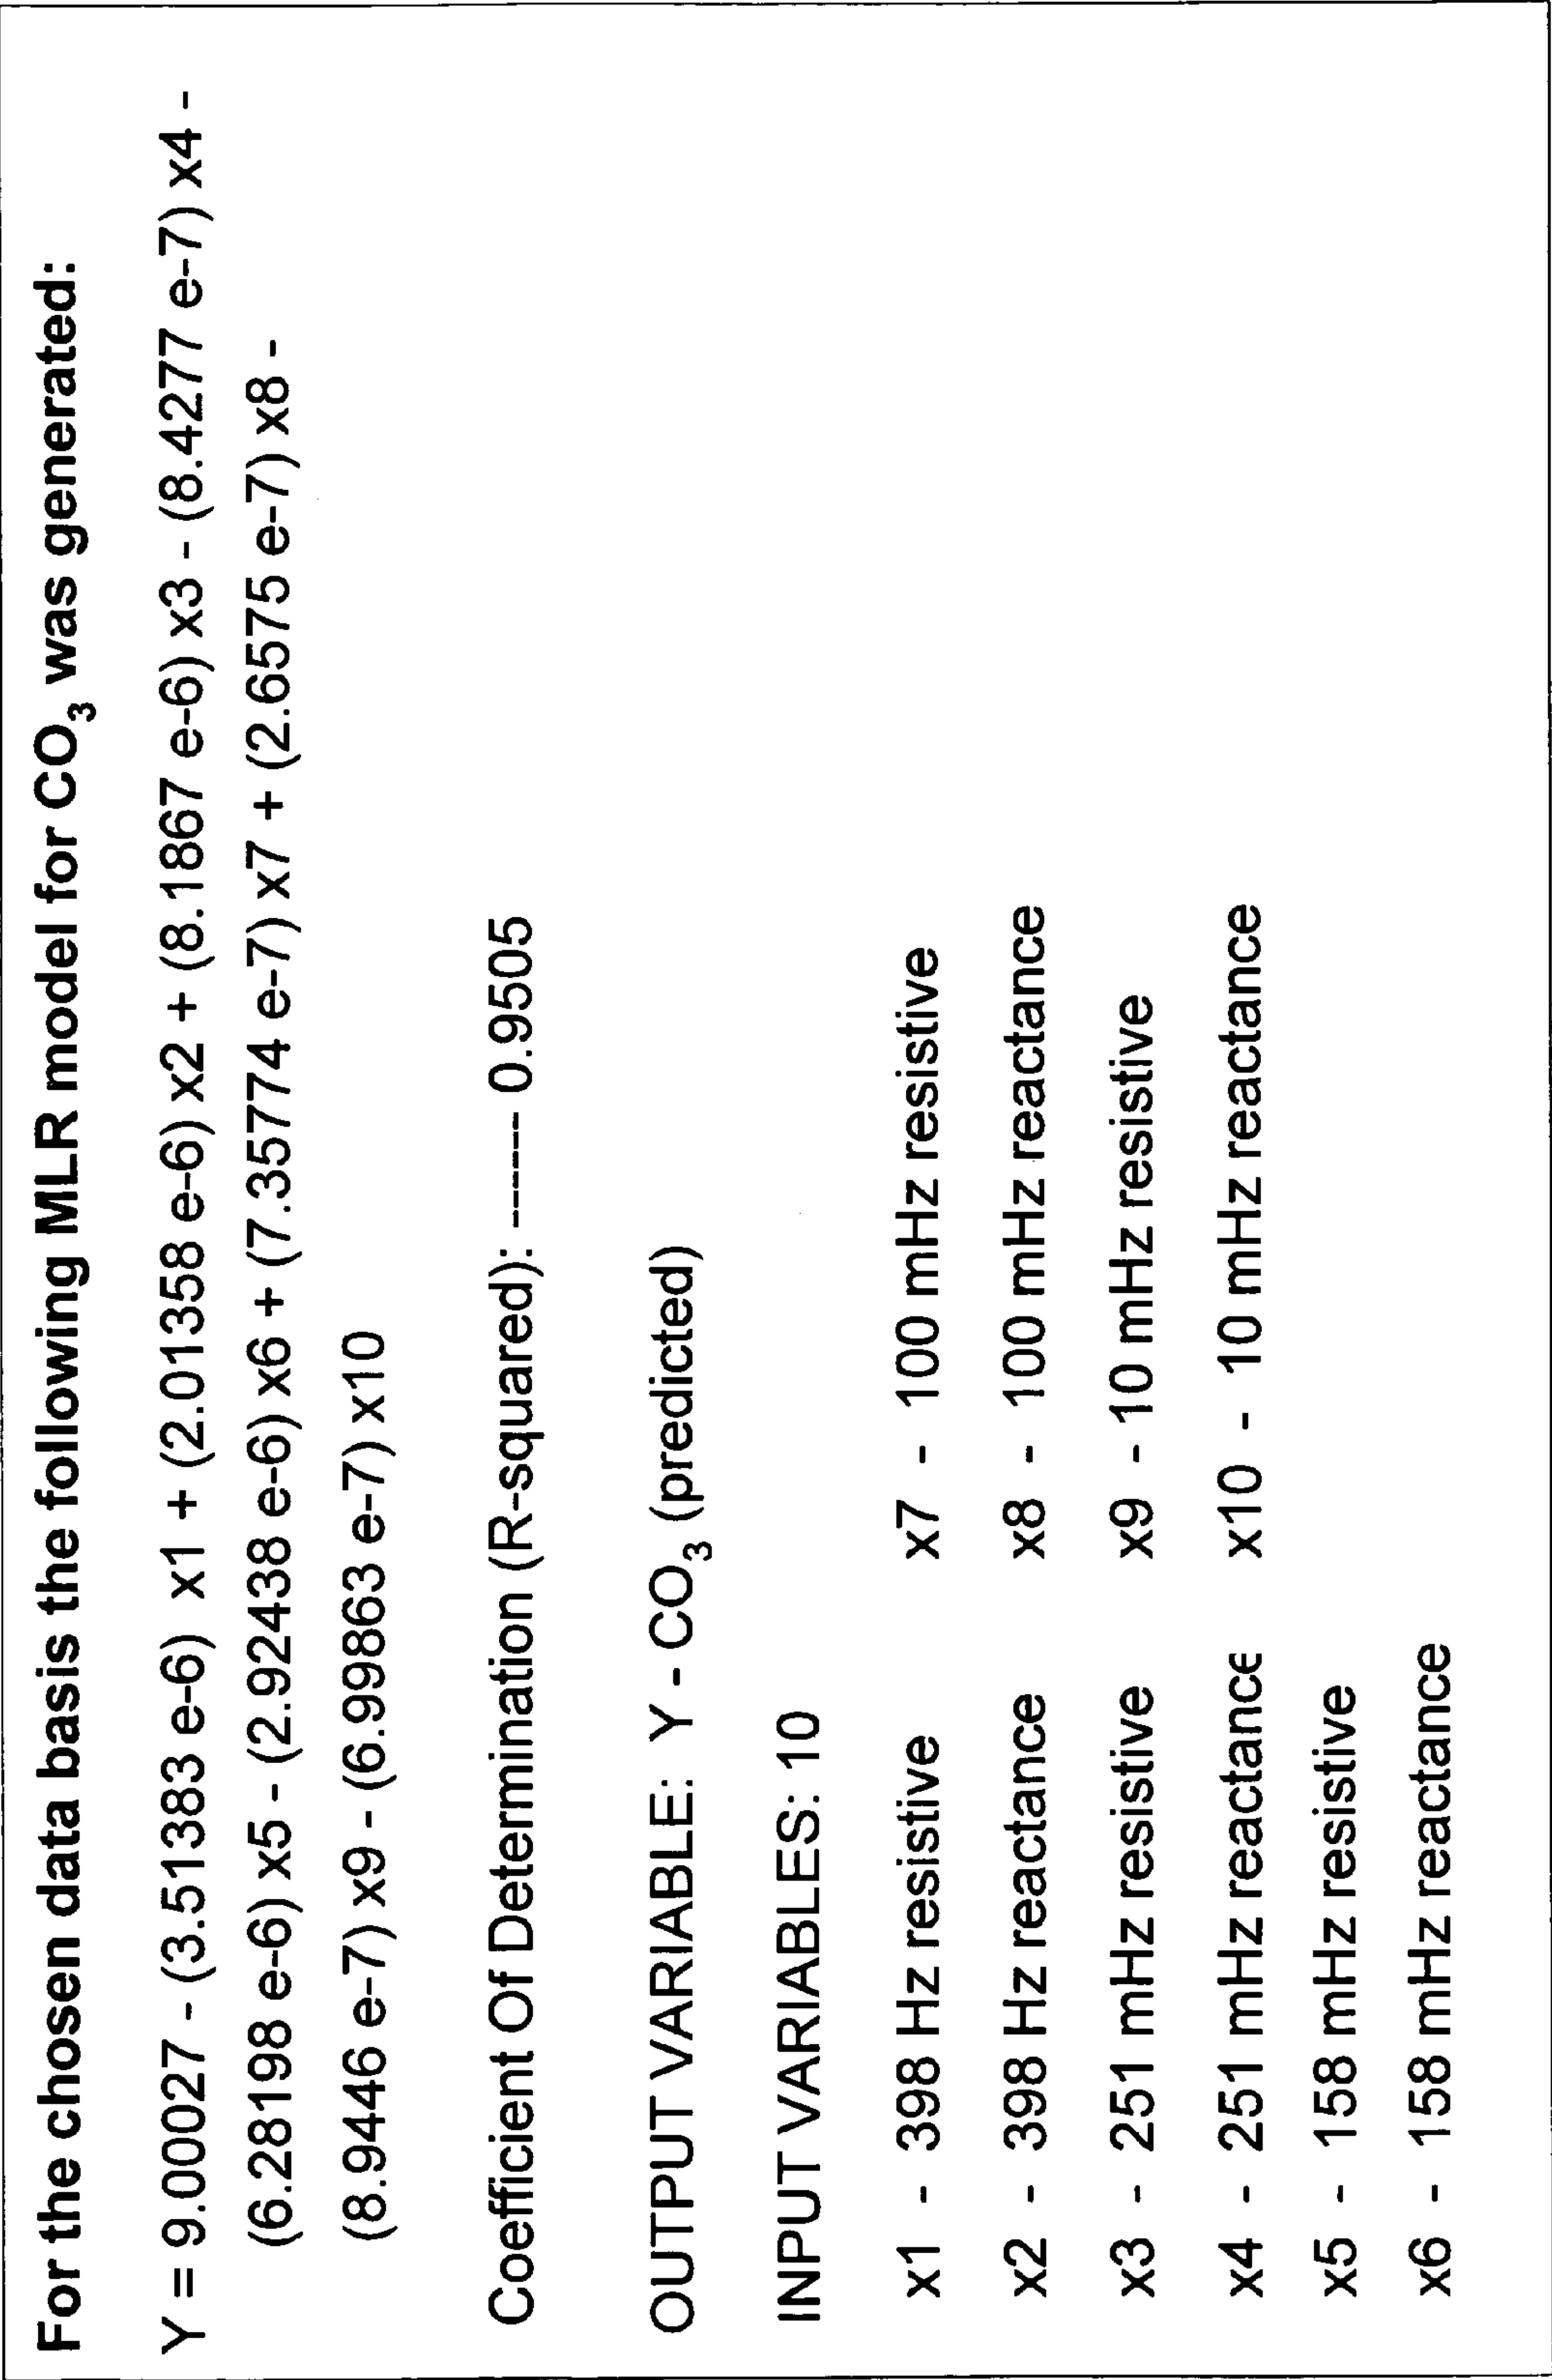 For the chosen data basis the following MLR model for CO₃ was generated:
Y = 9.00027 - (3.51383 e-6) x1 + (2.01358 e-6) x2 + (8.1867 e-6) x3 - (8.4277 e-7) x4 -
(6.28198 e-6) x5 - (2.92438 e-6) x6 + (7.35774 e-7) x7 + (2.6575 e-7) x8 -
(8.9446 e-7) x9 - (6.99863 e-7) x10
Coefficient Of Determination (R-squared): ------ 0.9505
OUTPUT VARIABLE: Y - CO₃ (predicted)
INPUT VARIABLES: 10
x1 - 398 Hz resistive
x2 - 398 Hz reactance
x3 - 251 mHz resistive
x4 - 251 mHz reactance
x5 - 158 mHz resistive
x6 - 158 mHz reactance
x7 - 100 mHz resistive
x8 - 100 mHz reactance
x9 - 10 mHz resistive
x10 - 10 mHz reactance